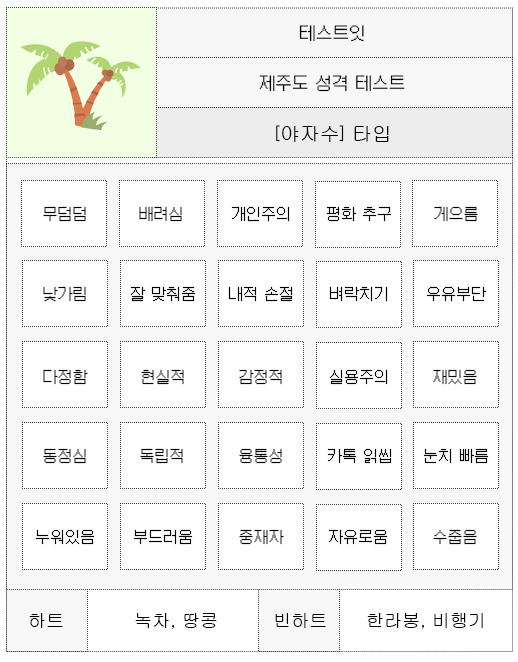 테스트잇
제주도 성격 테스트
[야자수] 타입
무덤덤 배려심 개인주의 평화 추구 게으름
낯가림 잘 맞춰줌 내적 손절 벼락치기 우유부단
다정함 현실적 감정적 실용주의 재밌음
동정심 독립적 융통성 카톡 읽씹 눈치 빠름
누워있음 부드러움 중재자 자유로움 수줍음
하트 녹차, 땅콩 빈하트 한라봉, 비행기